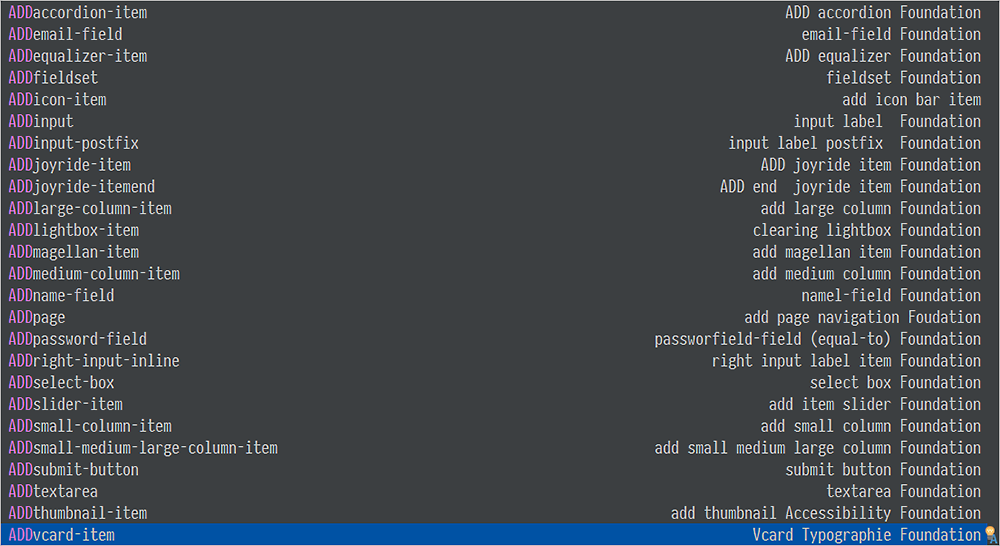 ADDaccordion-item ADD accordion Foundation
ADDemail-field email-field Foundation
ADDequalizer-item ADD equalizer Foundation
ADDfieldset fieldset Foundation
ADDicon-item add icon bar item
ADDinput input label  Foundation
ADDinput-postfix input label postfix  Foundation
ADDjoyride-item ADD joyride item Foundation
ADDjoyride-itemend ADD end  joyride item Foundation
ADDlarge-column-item add large column Foundation
ADDlightbox-item clearing lightbox Foundation
ADDmagellan-item add magellan item Foundation
ADDmedium-column-item add medium column Foundation
ADDname-field namel-field Foundation
ADDpage add page navigation Foudation
ADDpassword-field passworfield-field (equal-to) Foundation
ADDright-input-inline right input label item Foundation
ADDselect-box select box Foundation
ADDslider-item add item slider Foundation
ADDsmall-column-item add small column Foundation
ADDsmall-medium-large-column-item add small medium large column Foundation
ADDsubmit-button submit button Foundation
ADDtextarea textarea Foundation
ADDthumbnail-item add thumbnail Accessibility Foundation
ADDvcard-item Vcard Typographie Foundation